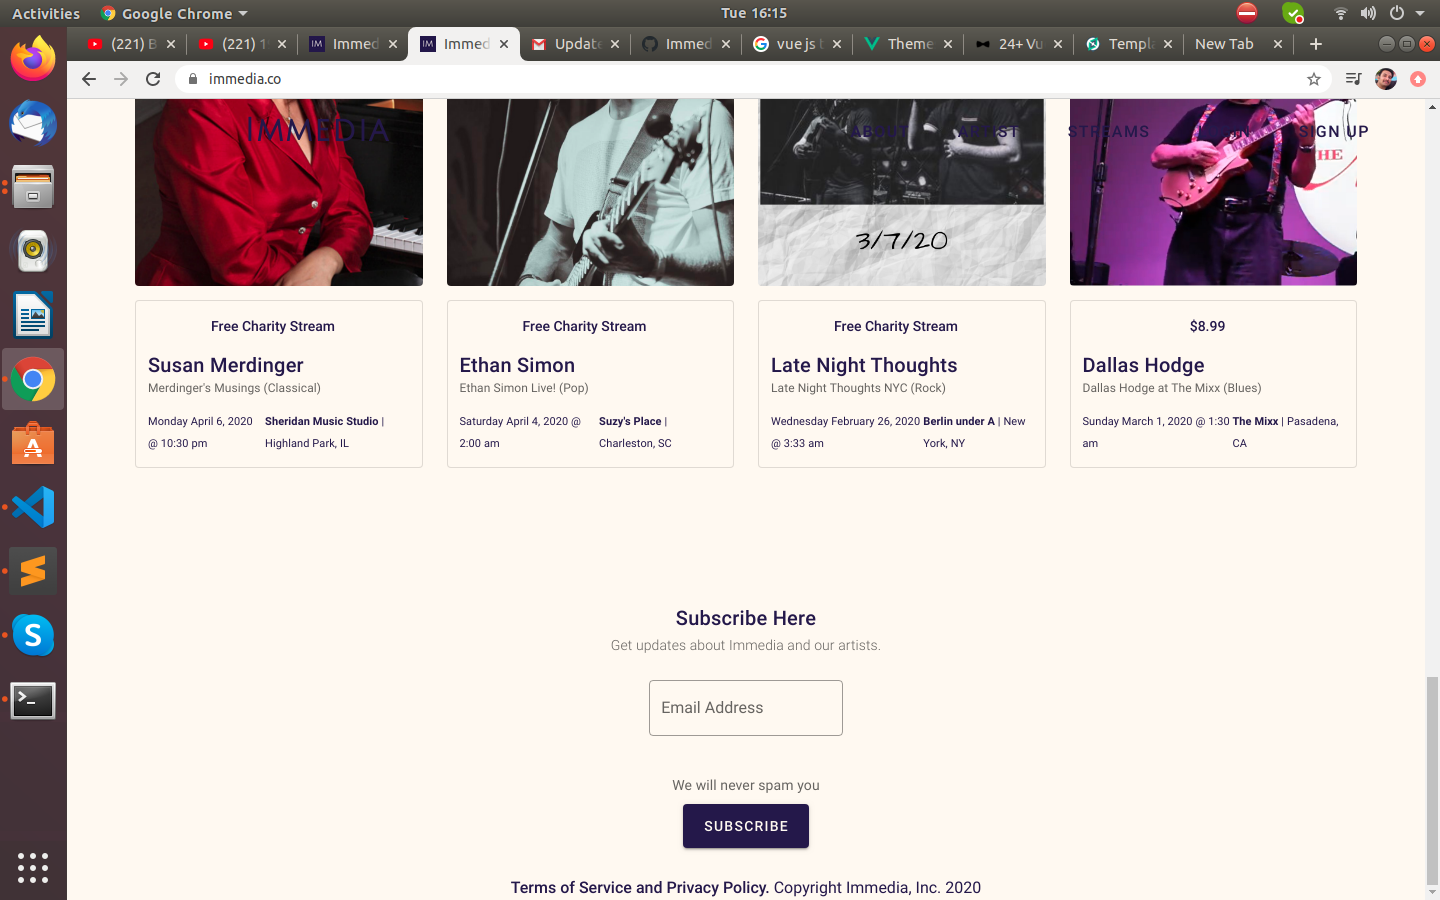 Activities
Google Chrome
Tue 16:15
(221) B
(221) 1
Immed
Immed
Update
Immed
vue js t
Theme
24+ Vu
Templ
New Tab
immedia.co
IMMEDIA
ABOUT
ARTIST
STREAMS
SIGN UP
THE
3/7/20
Free Charity Stream
Susan Merdinger
Merdinger's Musings (Classical)
Monday April 6, 2020
@ 10:30 pm
Sheridan Music Studio |
Highland Park, IL
Free Charity Stream
Ethan Simon
Ethan Simon Live! (Pop)
Saturday April 4, 2020 @
2:00 am
Suzy's Place |
Charleston, SC
Free Charity Stream
Late Night Thoughts
Late Night Thoughts NYC (Rock)
Wednesday February 26, 2020
@ 3:33 am
Berlin under A | New
York, NY
$8.99
Dallas Hodge
Dallas Hodge at The Mixx (Blues)
Sunday March 1, 2020 @ 1:30
am
The Mixx | Pasadena,
CA
Subscribe Here
Get updates about Immedia and our artists.
Email Address
We will never spam you
SUBSCRIBE
Terms of Service and Privacy Policy. Copyright Immedia, Inc. 2020